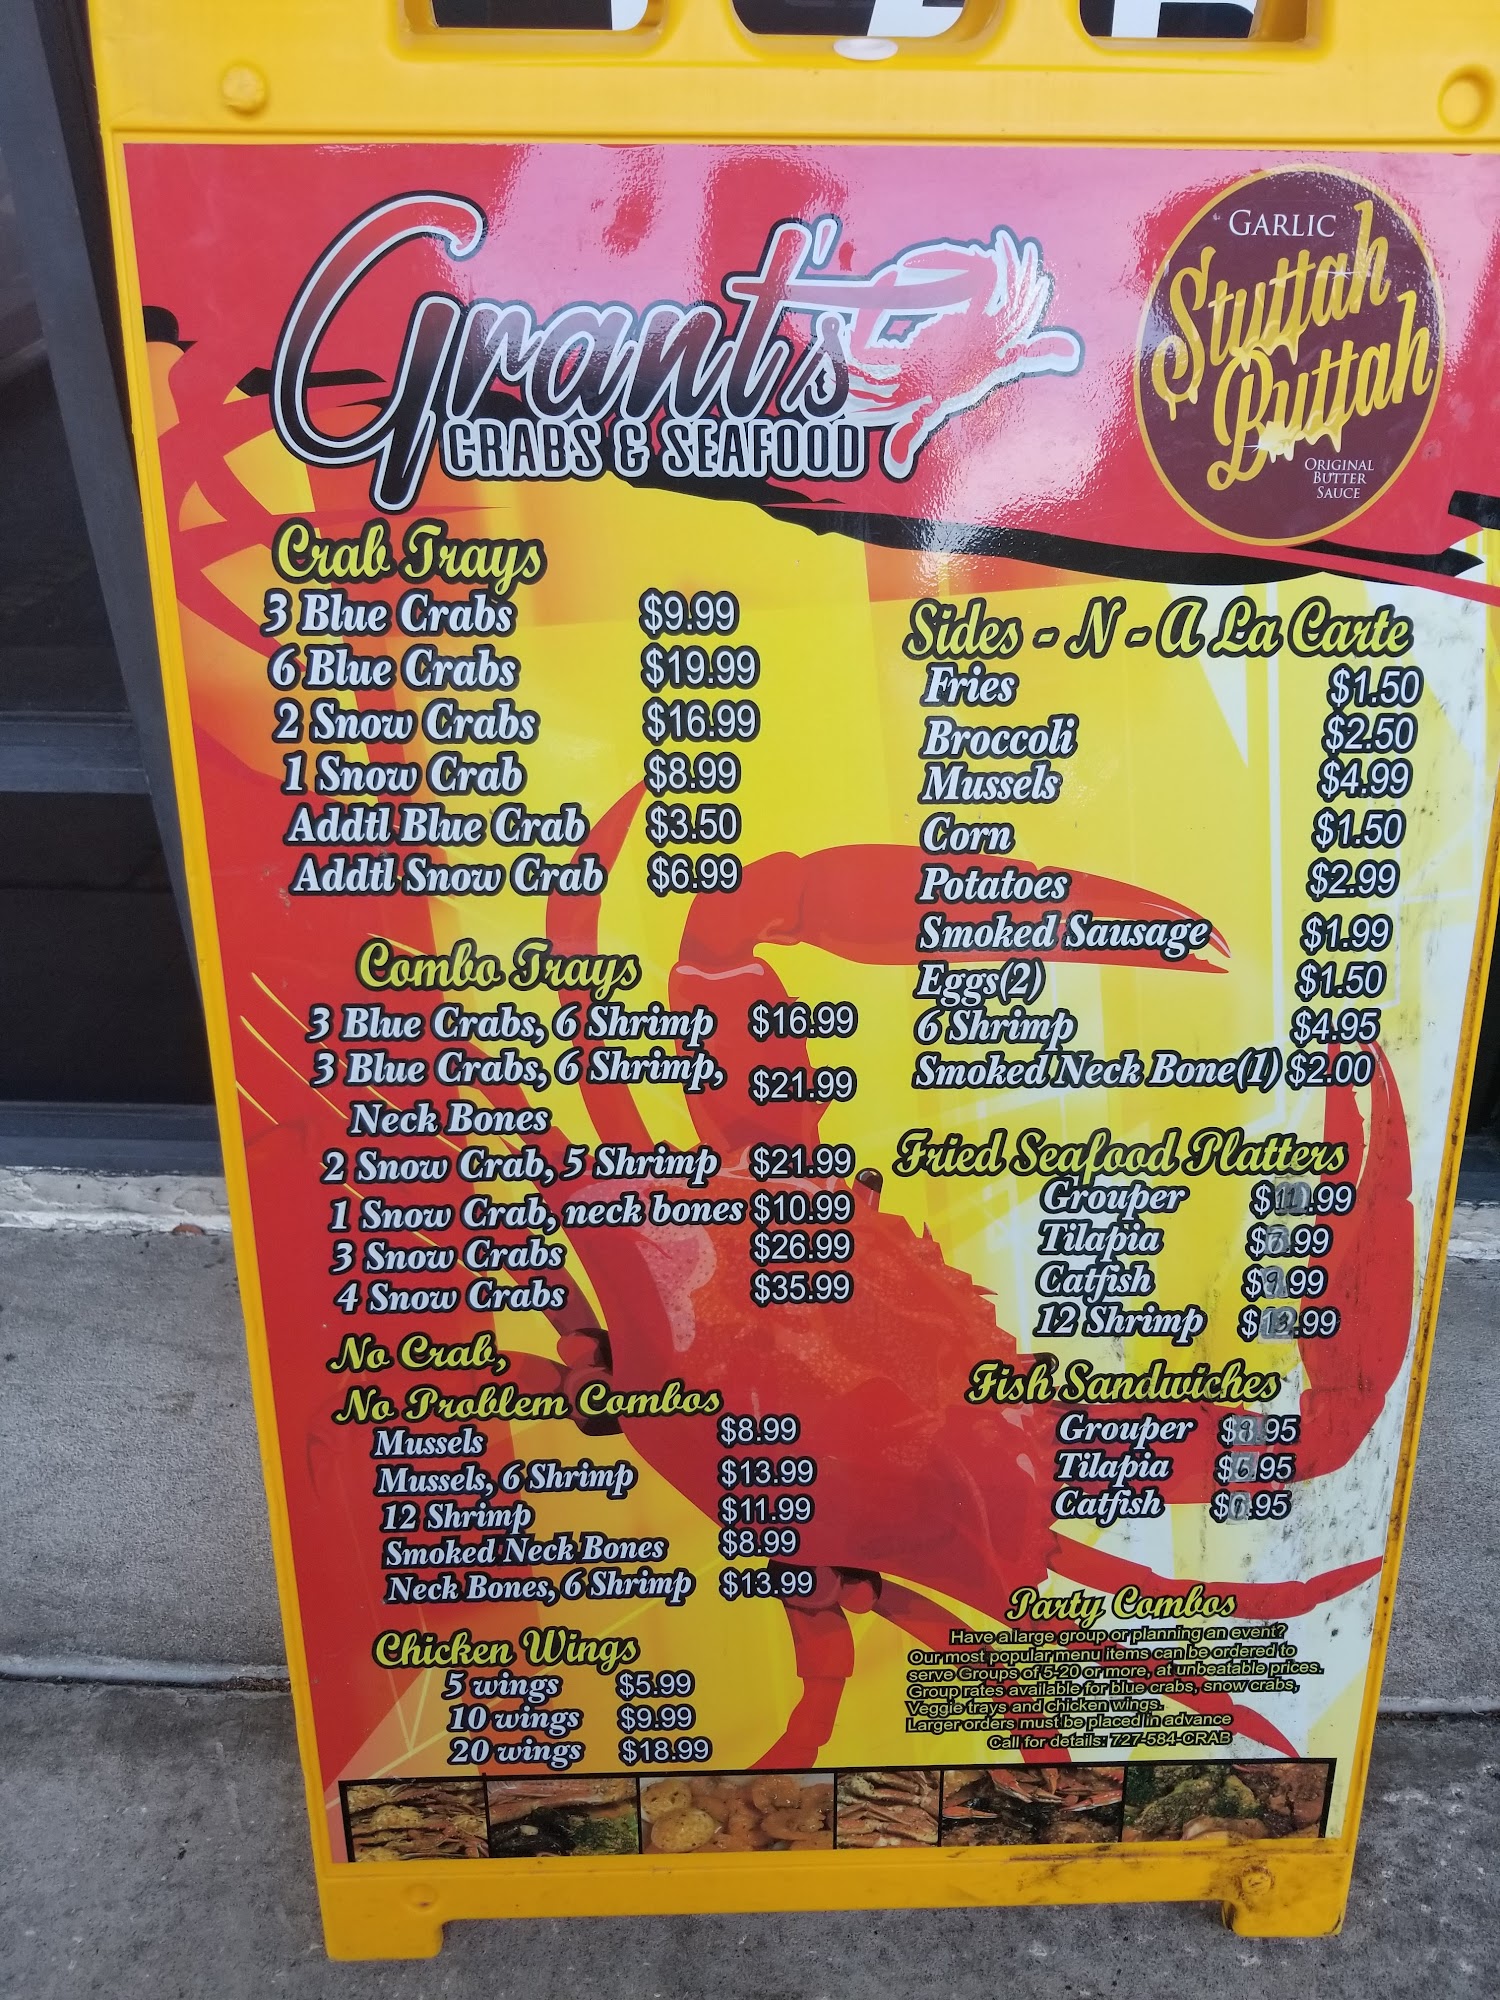 Grant's
CRABS & SEAFOOD
GARLIC
Stuttah
Buttah
ORIGINAL
BUTTER
SAUCE
Crab Trays
3 Blue Crabs $9.99
6 Blue Crabs $19.99
2 Snow Crabs $16.99
1 Snow Crab $8.99
Addtl Blue Crab $3.50
Addtl Snow Crab $6.99
Combo Trays
3 Blue Crabs, 6 Shrimp $16.99
3 Blue Crabs, 6 Shrimp, $21.99
Neck Bones
2 Snow Crab, 5 Shrimp $21.99
1 Snow Crab, neck bones $10.99
3 Snow Crabs $26.99
4 Snow Crabs $35.99
No Crab,
No Problem Combos
Mussels $8.99
Mussels, 6 Shrimp $13.99
12 Shrimp $11.99
Smoked Neck Bones $8.99
Neck Bones, 6 Shrimp $13.99
Chicken Wings
5 wings $5.99
10 wings $9.99
20 wings $18.99
Sides - N - A La Carte
Fries $1.50
Broccoli $2.50
Mussels $4.99
Corn $1.50
Potatoes $2.99
Smoked Sausage $1.99
Eggs(2) $1.50
6 Shrimp $4.95
Smoked Neck Bone(1) $2.00
Fried Seafood Platters
Grouper $11.99
Tilapia $7.99
Catfish $9.99
12 Shrimp $13.99
Fish Sandwiches
Grouper $8.95
Tilapia
Catfish
Party Combos
Have a large group or planning an event?
Our most popular menu items can be ordered to
serve Groups of 5-20 or more, at unbeatable prices.
Group rates available for blue crabs, snow crabs,
Veggie trays and chicken wings.
Larger orders must be placed in advance
Call for details: 727-584-CRAB